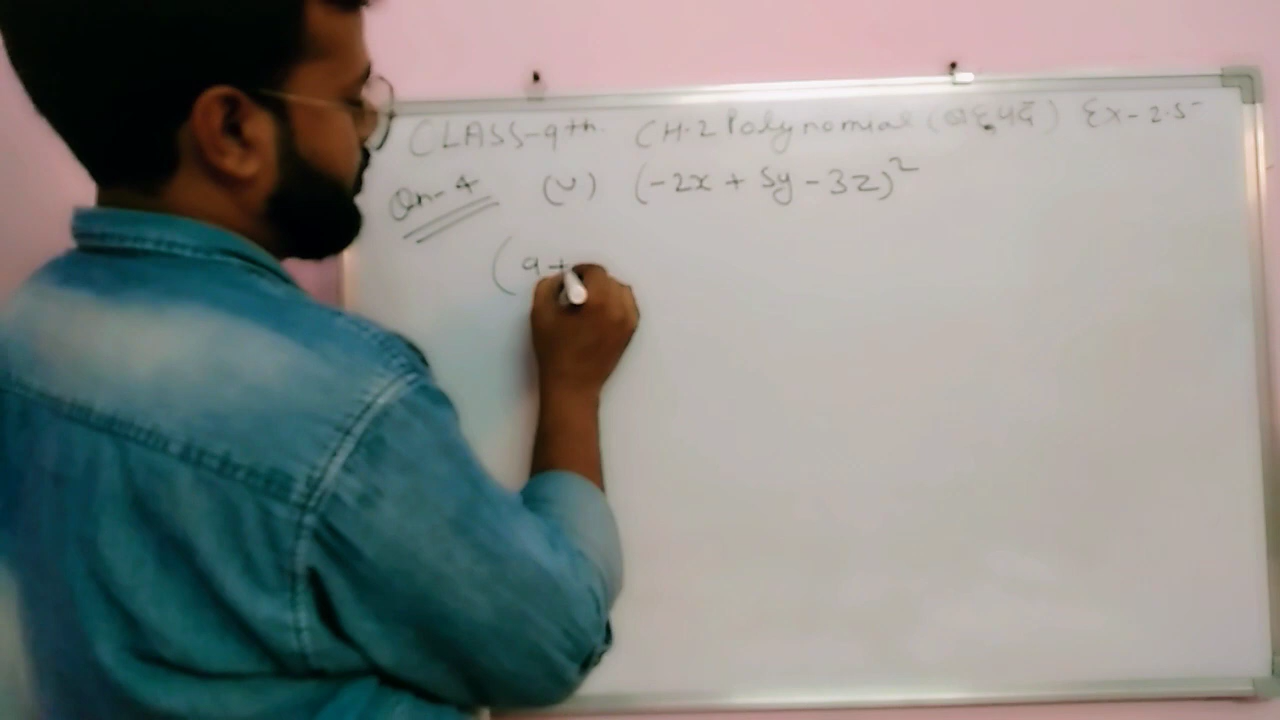 CLASS-9th CH.2 Polynomial (बहुपद) Ex-2.5
Qn-4 (v) (-2x + 5y - 3z)²
(a+